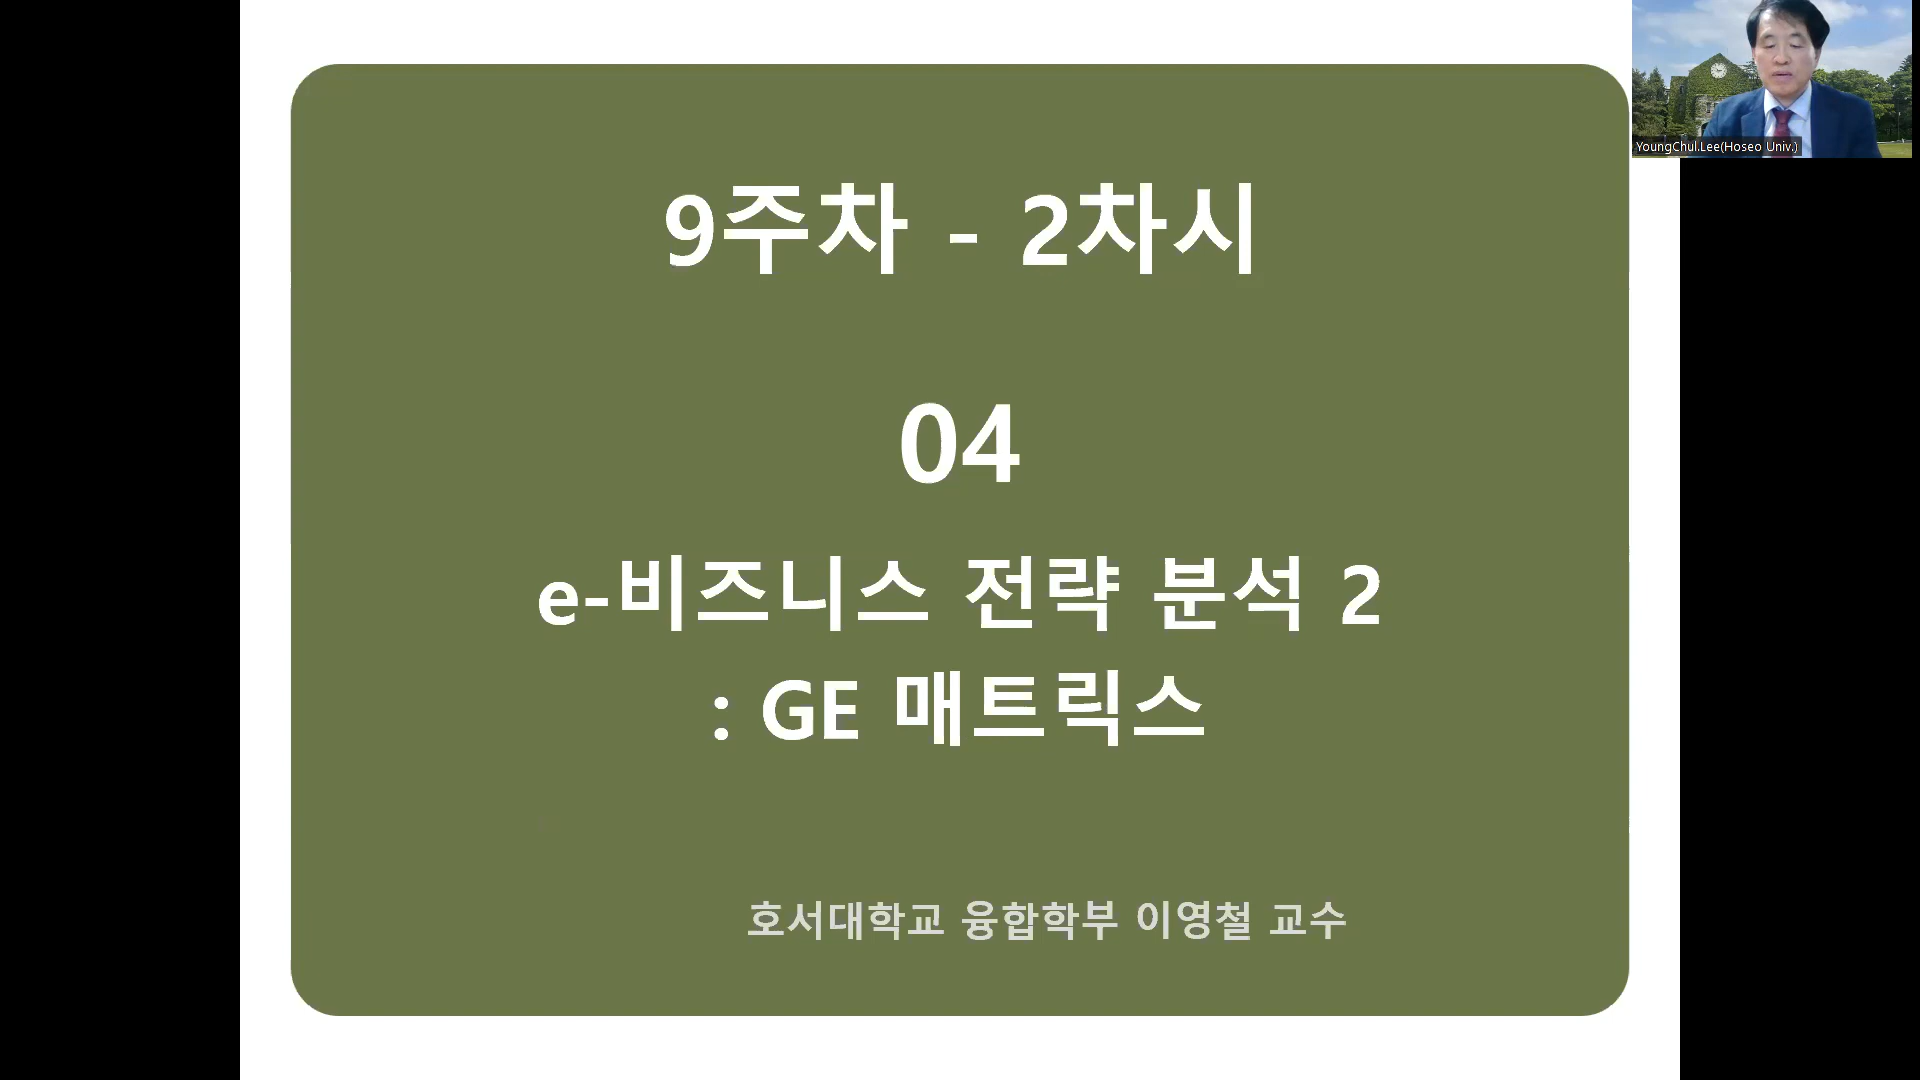 YoungChul.Lee(Hoseo Univ.)
9주차 - 2차시
04
e-비즈니스 전략 분석 2
: GE 매트릭스
호서대학교 융합학부 이영철 교수